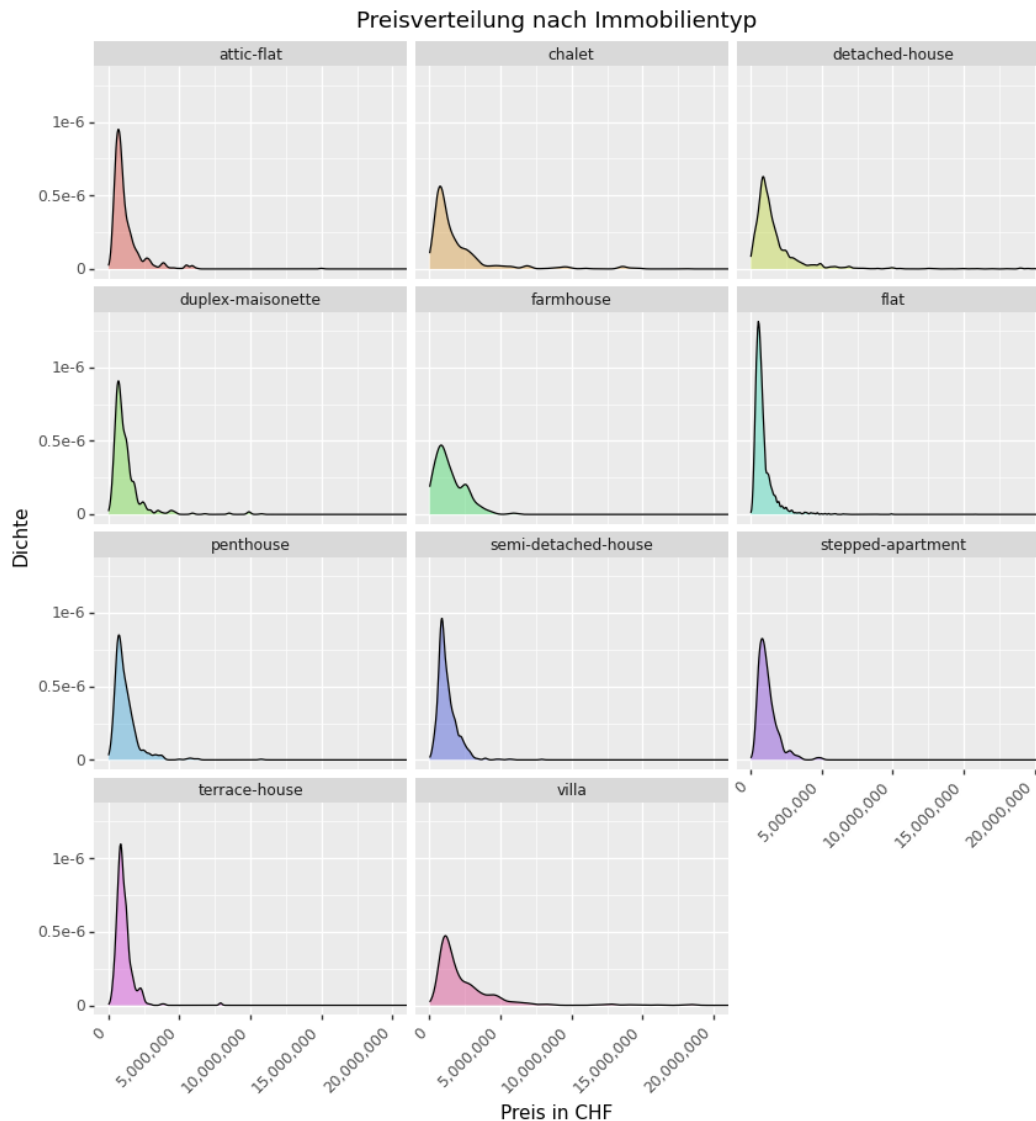 Preisverteilung nach Immobilientyp
attic-flat
chalet
detached-house
1e-6
0.5e-6
0
duplex-maisonette
farmhouse
flat
1e-6
0.5e-6
0
penthouse
semi-detached-house
stepped-apartment
1e-6
0.5e-6
0
0
5,000,000
10,000,000
15,000,000
20,000,000
terrace-house
villa
1e-6
0.5e-6
0
0
5,000,000
10,000,000
15,000,000
20,000,000
0
5,000,000
10,000,000
15,000,000
20,000,000
Dichte
Preis in CHF